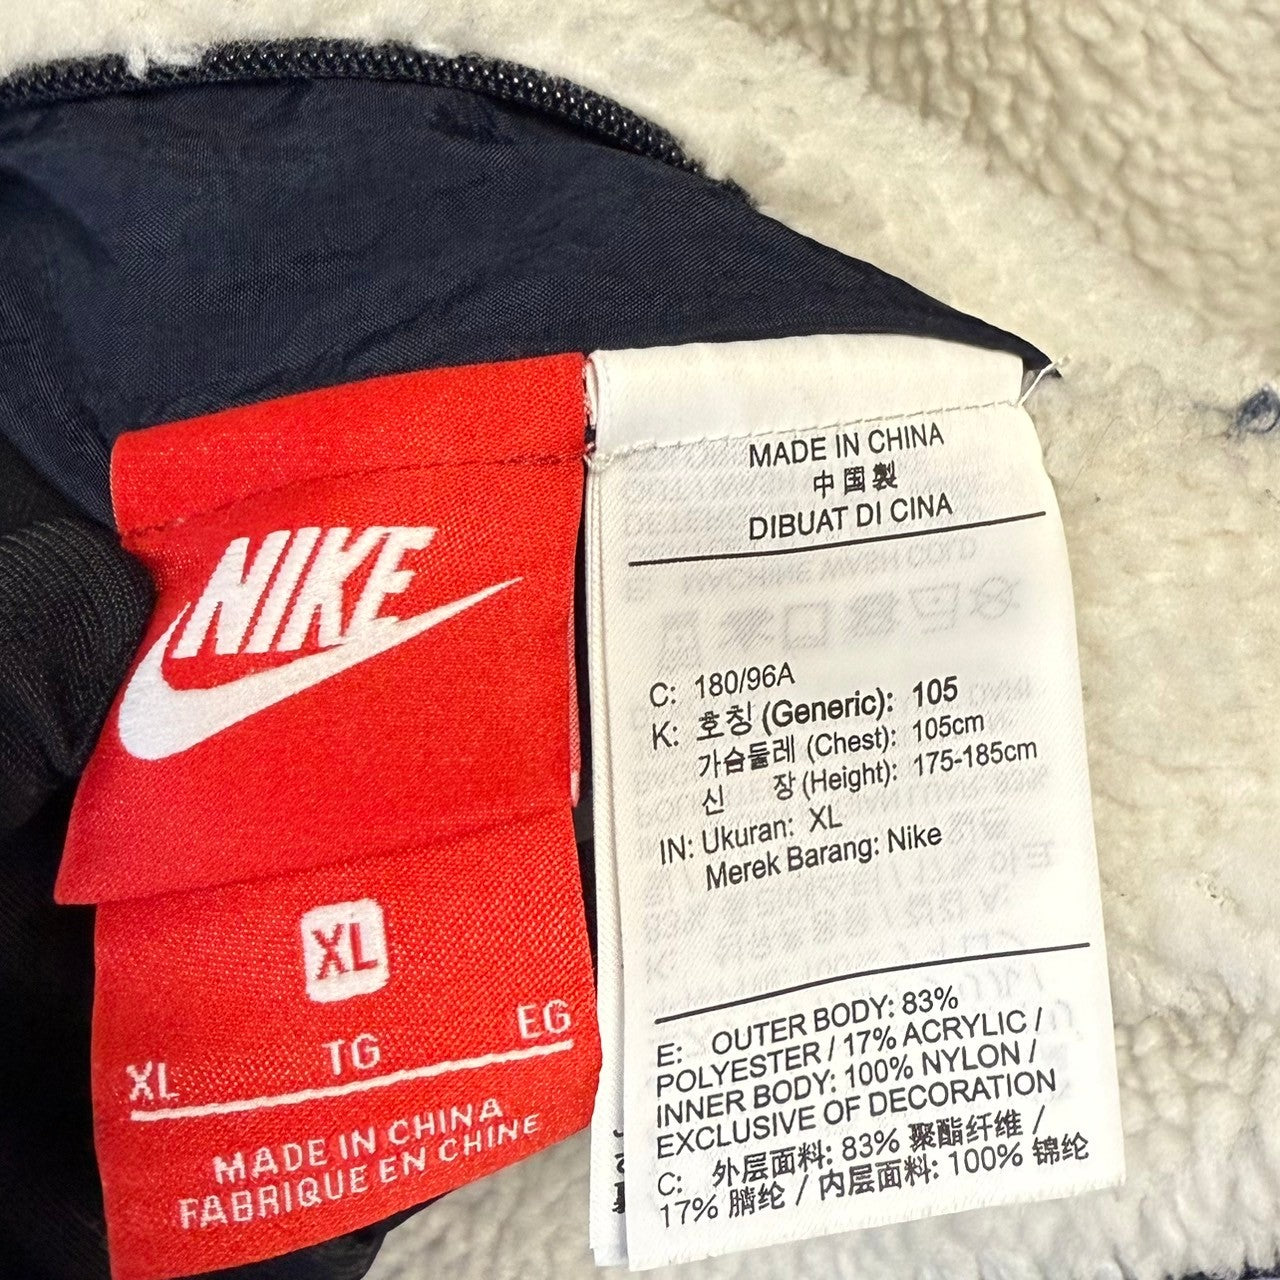 NIKE
XL
XL TG EG
MADE IN CHINA
FABRIQUE EN CHINE
MADE IN CHINA
中国製
DIBUAT DI CINA
C: 180/96A
K: 호칭 (Generic): 105
가슴둘레 (Chest): 105cm
신 장 (Height): 175-185cm
IN: Ukuran: XL
Merek Barang: Nike
E: OUTER BODY: 83%
POLYESTER / 17% ACRYLIC /
INNER BODY: 100% NYLON /
EXCLUSIVE OF DECORATION
C: 外层面料: 83% 聚酯纤维 /
17% 腈纶 / 内层面料: 100% 锦纶